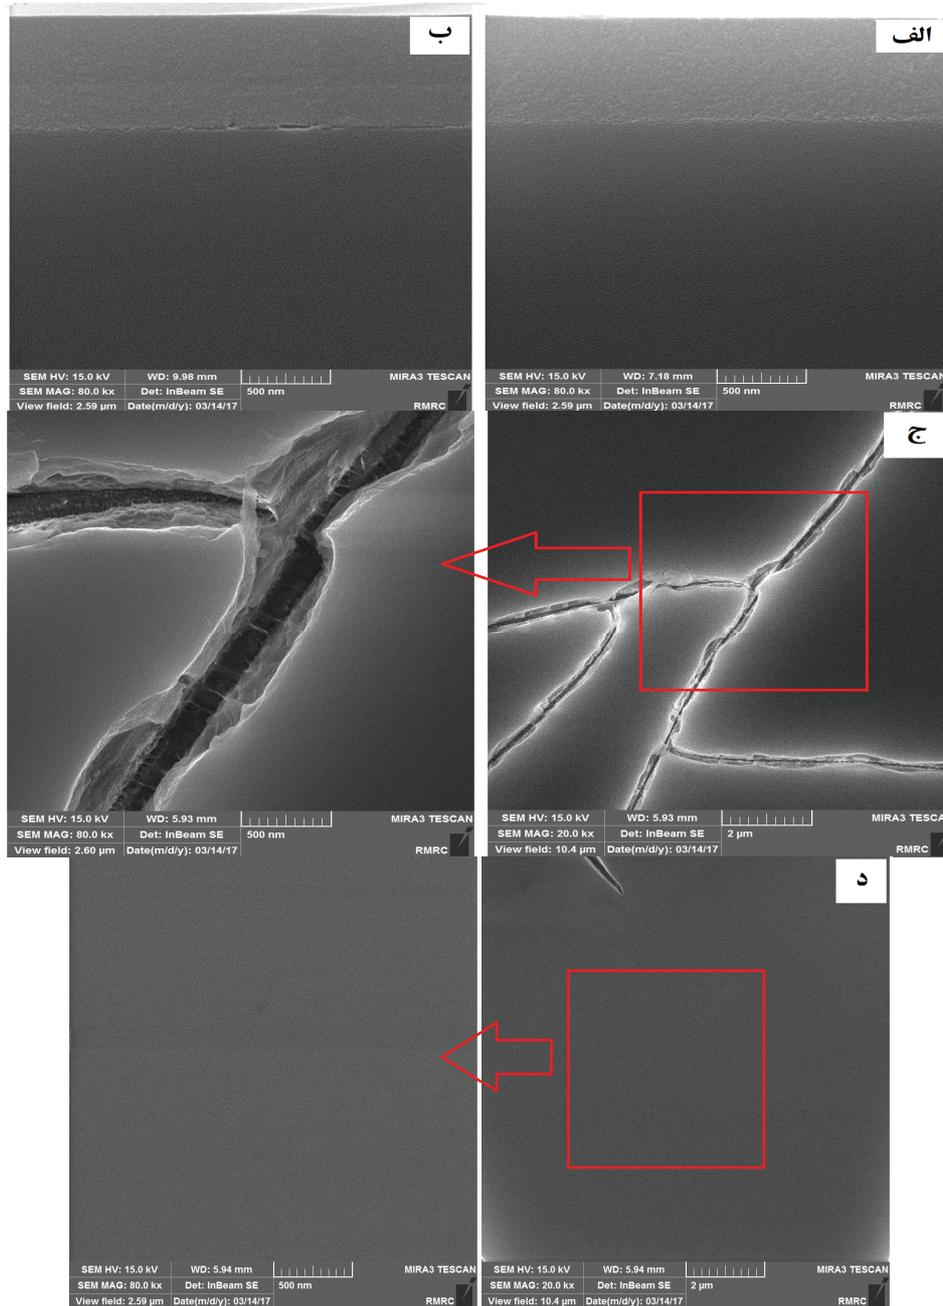 الف
SEM HV: 15.0 kV WD: 7.18 mm MIRA3 TESCAN
SEM MAG: 80.0 kx Det: InBeam SE 500 nm
View field: 2.59 µm Date(m/d/y): 03/14/17 RMRC
ب
SEM HV: 15.0 kV WD: 9.98 mm MIRA3 TESCAN
SEM MAG: 80.0 kx Det: InBeam SE 500 nm
View field: 2.59 µm Date(m/d/y): 03/14/17 RMRC
ج
SEM HV: 15.0 kV WD: 5.93 mm MIRA3 TESCA
SEM MAG: 20.0 kx Det: InBeam SE 2 µm
View field: 10.4 µm Date(m/d/y): 03/14/17 RMRC
SEM HV: 15.0 kV WD: 5.93 mm MIRA3 TESCAN
SEM MAG: 80.0 kx Det: InBeam SE 500 nm
View field: 2.60 µm Date(m/d/y): 03/14/17 RMRC
د
SEM HV: 15.0 kV WD: 5.94 mm MIRA3 TESCAN
SEM MAG: 20.0 kx Det: InBeam SE 2 µm
View field: 10.4 µm Date(m/d/y): 03/14/17 RMRC
SEM HV: 15.0 kV WD: 5.94 mm MIRA3 TESCAN
SEM MAG: 80.0 kx Det: InBeam SE 500 nm
View field: 2.59 µm Date(m/d/y): 03/14/17 RMRC